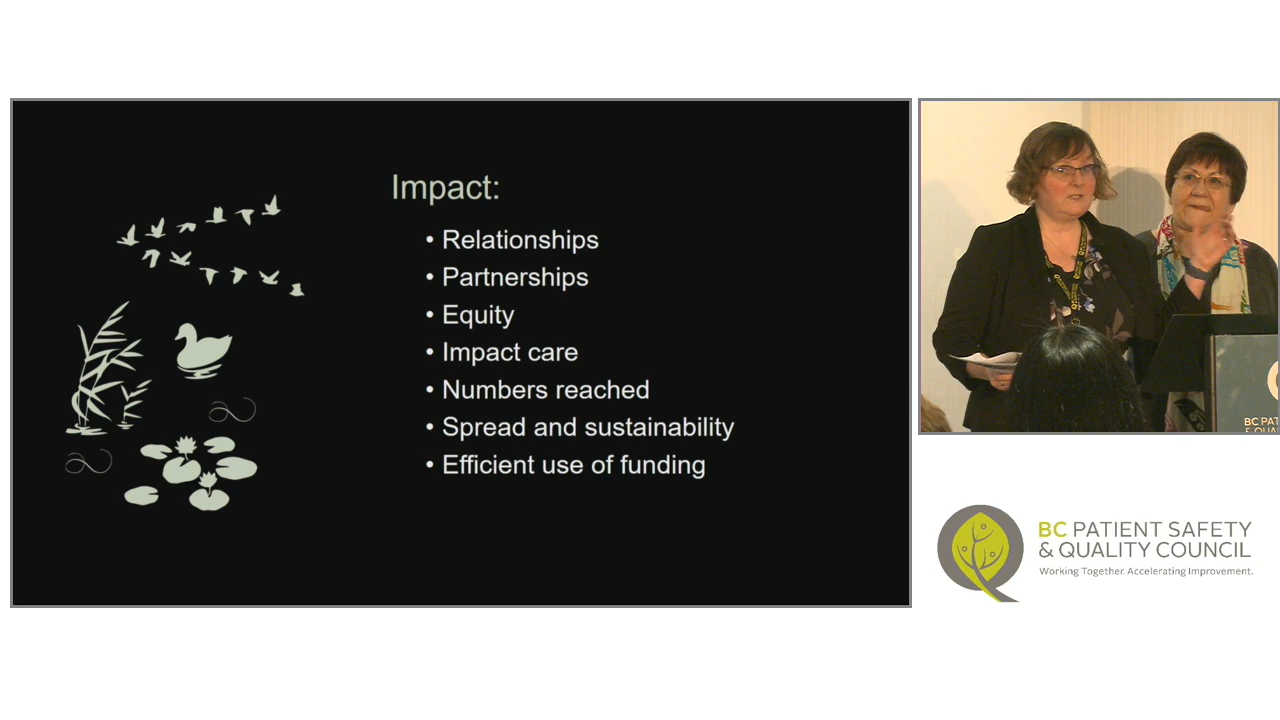 Impact:
• Relationships
• Partnerships
• Equity
• Impact care
• Numbers reached
• Spread and sustainability
• Efficient use of funding
BC PATIENT SAFETY
& QUALITY COUNCIL
Working Together. Accelerating Improvement.